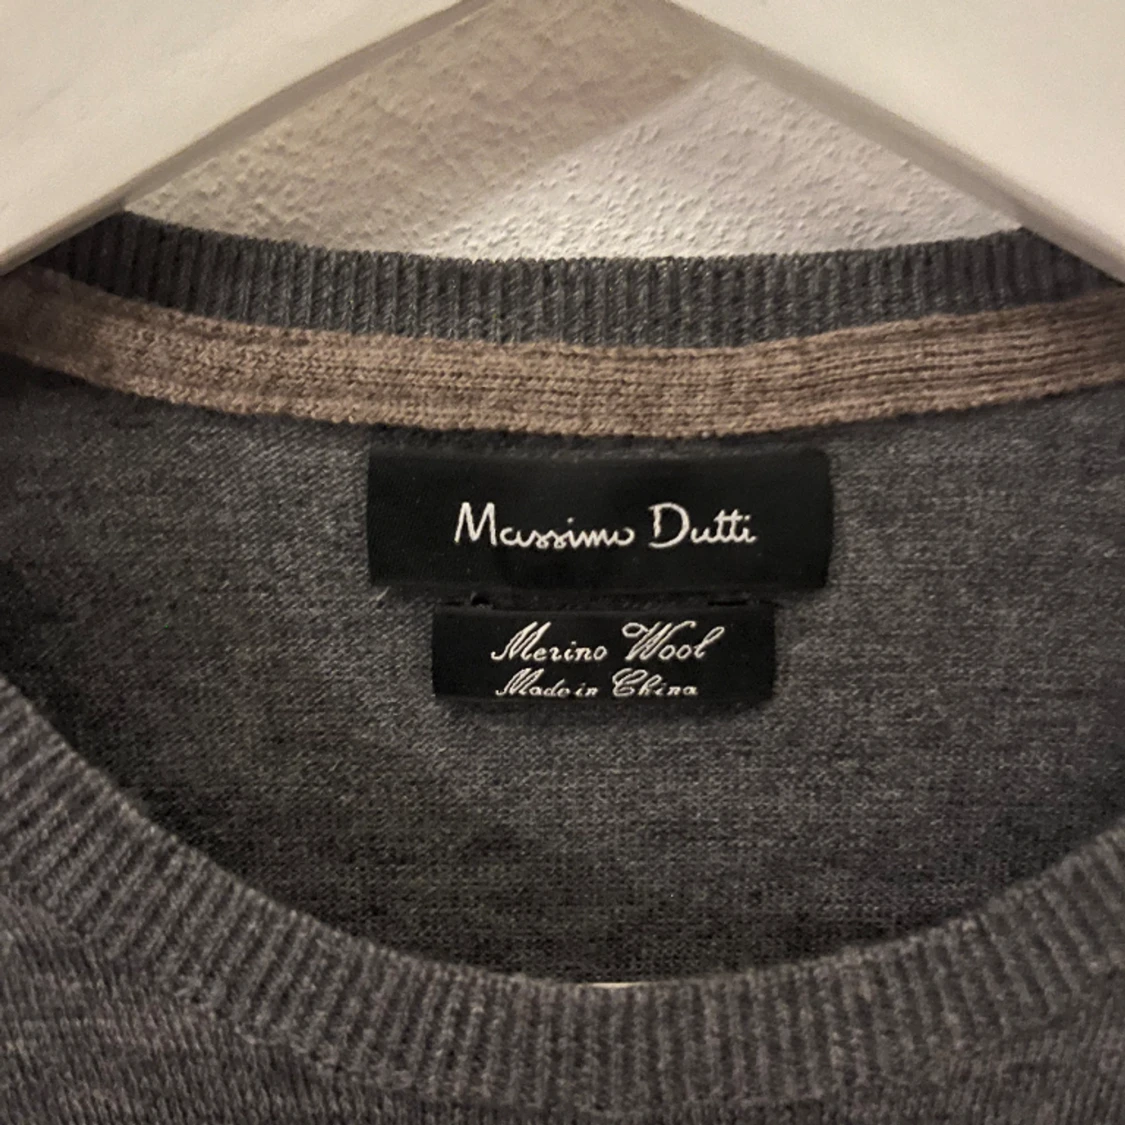 Massimo Dutti
Merino Wool
Made in China